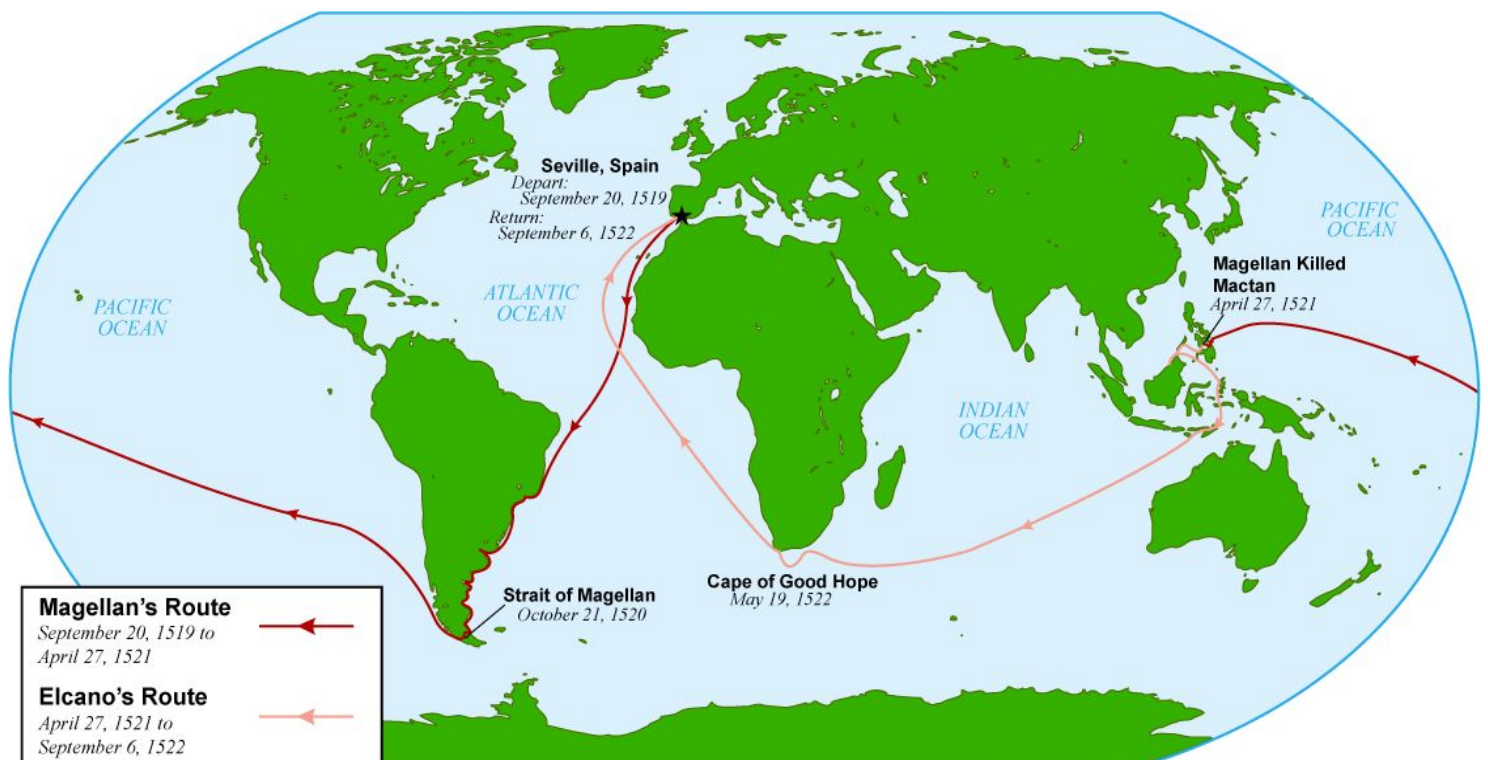 Seville, Spain
Depart:
September 20, 1519
Return:
September 6, 1522
PACIFIC
OCEAN
Magellan Killed
Mactan
April 27, 1521
ATLANTIC
OCEAN
PACIFIC
OCEAN
INDIAN
OCEAN
Cape of Good Hope
May 19, 1522
Strait of Magellan
October 21, 1520
Magellan's Route
September 20, 1519 to
April 27, 1521
Elcano's Route
April 27, 1521 to
September 6, 1522